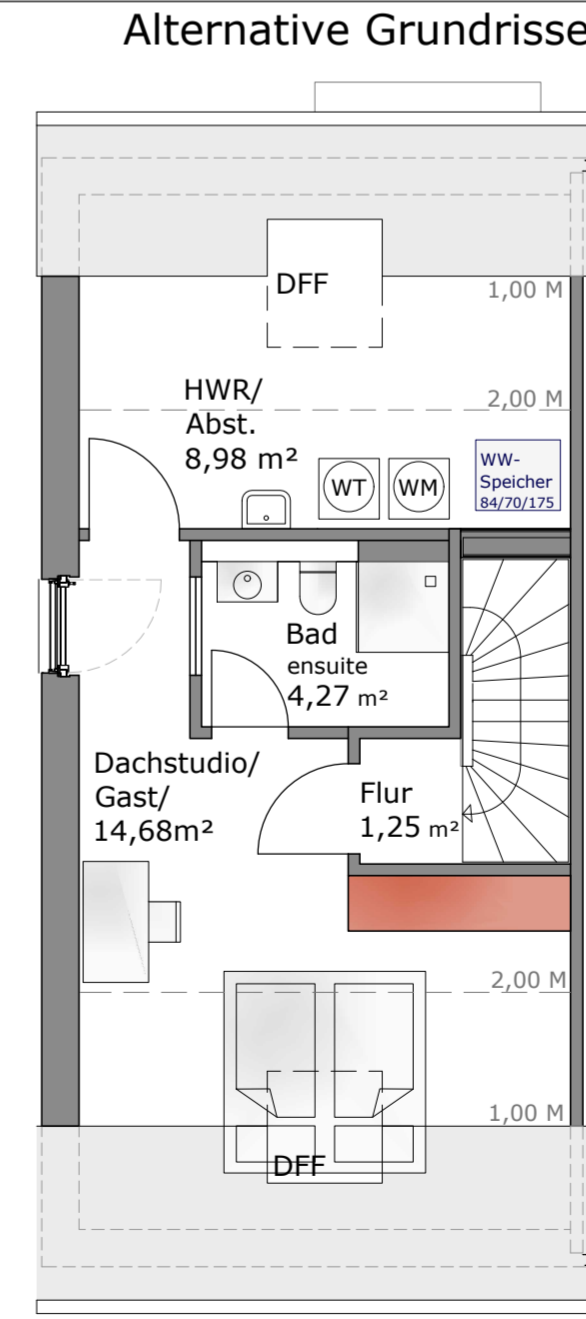 Alternative Grundrisse
DFF
1,00 M
HWR/
Abst.
8,98 m²
2,00 M
WT
WM
WW-
Speicher
84/70/175
Bad
ensuite
4,27 m²
Dachstudio/
Gast/
14,68m²
Flur
1,25 m²
2,00 M
1,00 M
DFF